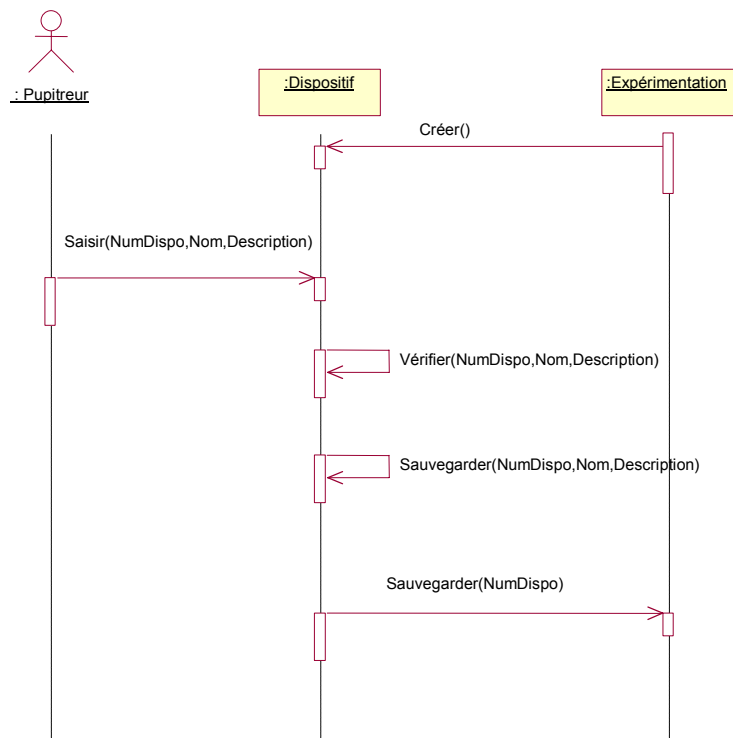 : Pupitreur
:Dispositif
:Expérimentation
Créer()
Saisir(NumDispo,Nom,Description)
Vérifier(NumDispo,Nom,Description)
Sauvegarder(NumDispo,Nom,Description)
Sauvegarder(NumDispo)